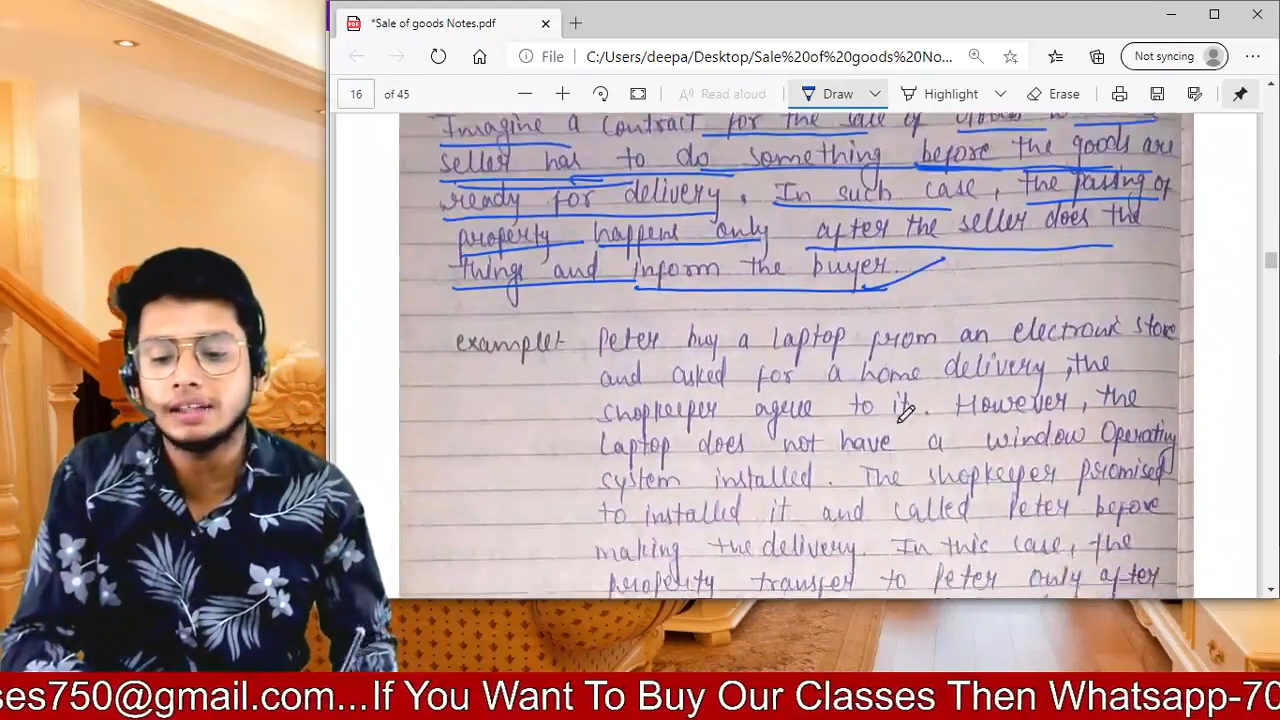 *Sale of goods Notes.pdf
File C:/Users/deepa/Desktop/Sale%20of%20goods%20No...
Not syncing
16 of 45
Read aloud
Draw
Highlight
Erase
Imagine a contract for the sale of
seller has to do something before the goods are
ready for delivery. In such case, the passing of
property happens only after the seller does the
things and inform the buyer.
example:- Peter buy a laptop from an electronic store
and asked for a home delivery, the
shopkeeper agree to it. However, the
Laptop does not have a window Operating
system installed. The shopkeeper promised
to installed it and called Peter before
making the delivery. In this case, the
property transfer to Peter only after
ses750@gmail.com...If You Want To Buy Our Classes Then Whatsapp-70